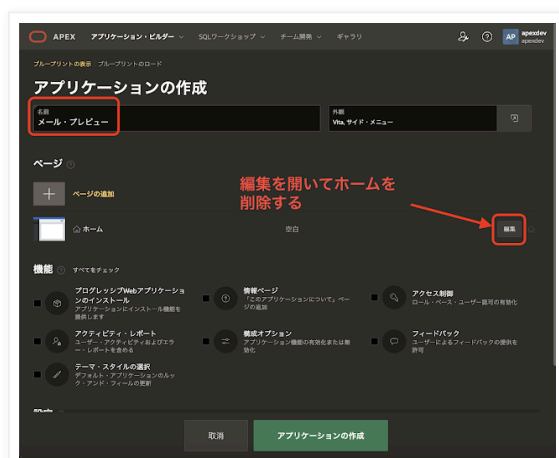 APEX アプリケーション・ビルダー SQLワークショップ チーム開発 ギャラリ AP apexdev
apexdev
ブループリントの表示 ブループリントのロード
アプリケーションの作成
名前
メール・プレビュー
外観
Vita, サイド・メニュー
ページ
ページの追加
編集を開いてホームを
削除する
ホーム 空白 編集
機能 すべてをチェック
プログレッシブWebアプリケーションのインストール
アプリケーションにインストール機能を提供します
情報ページ
「このアプリケーションについて」ページの追加
アクセス制御
ロール・ベース・ユーザー認可の有効化
アクティビティ・レポート
ユーザー・アクティビティおよびエラー・レポートを含める
構成オプション
アプリケーション機能の有効化または無効化
フィードバック
ユーザーによるフィードバックの提供を許可
テーマ・スタイルの選択
デフォルト・アプリケーションのルック・アンド・フィールの更新
取消 アプリケーションの作成